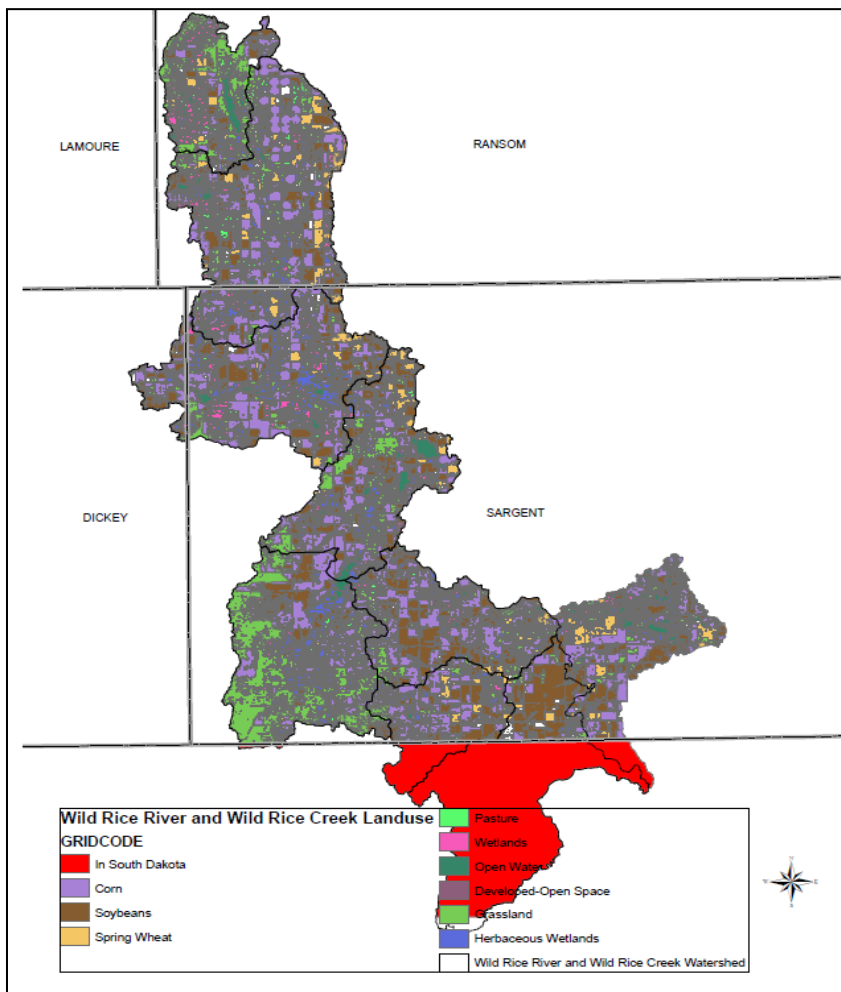 LAMOURE
RANSOM
DICKEY
SARGENT
Wild Rice River and Wild Rice Creek Landuse
GRIDCODE
In South Dakota
Corn
Soybeans
Spring Wheat
Pasture
Wetlands
Open Water
Developed-Open Space
Grassland
Herbaceous Wetlands
Wild Rice River and Wild Rice Creek Watershed
N
W
E
S